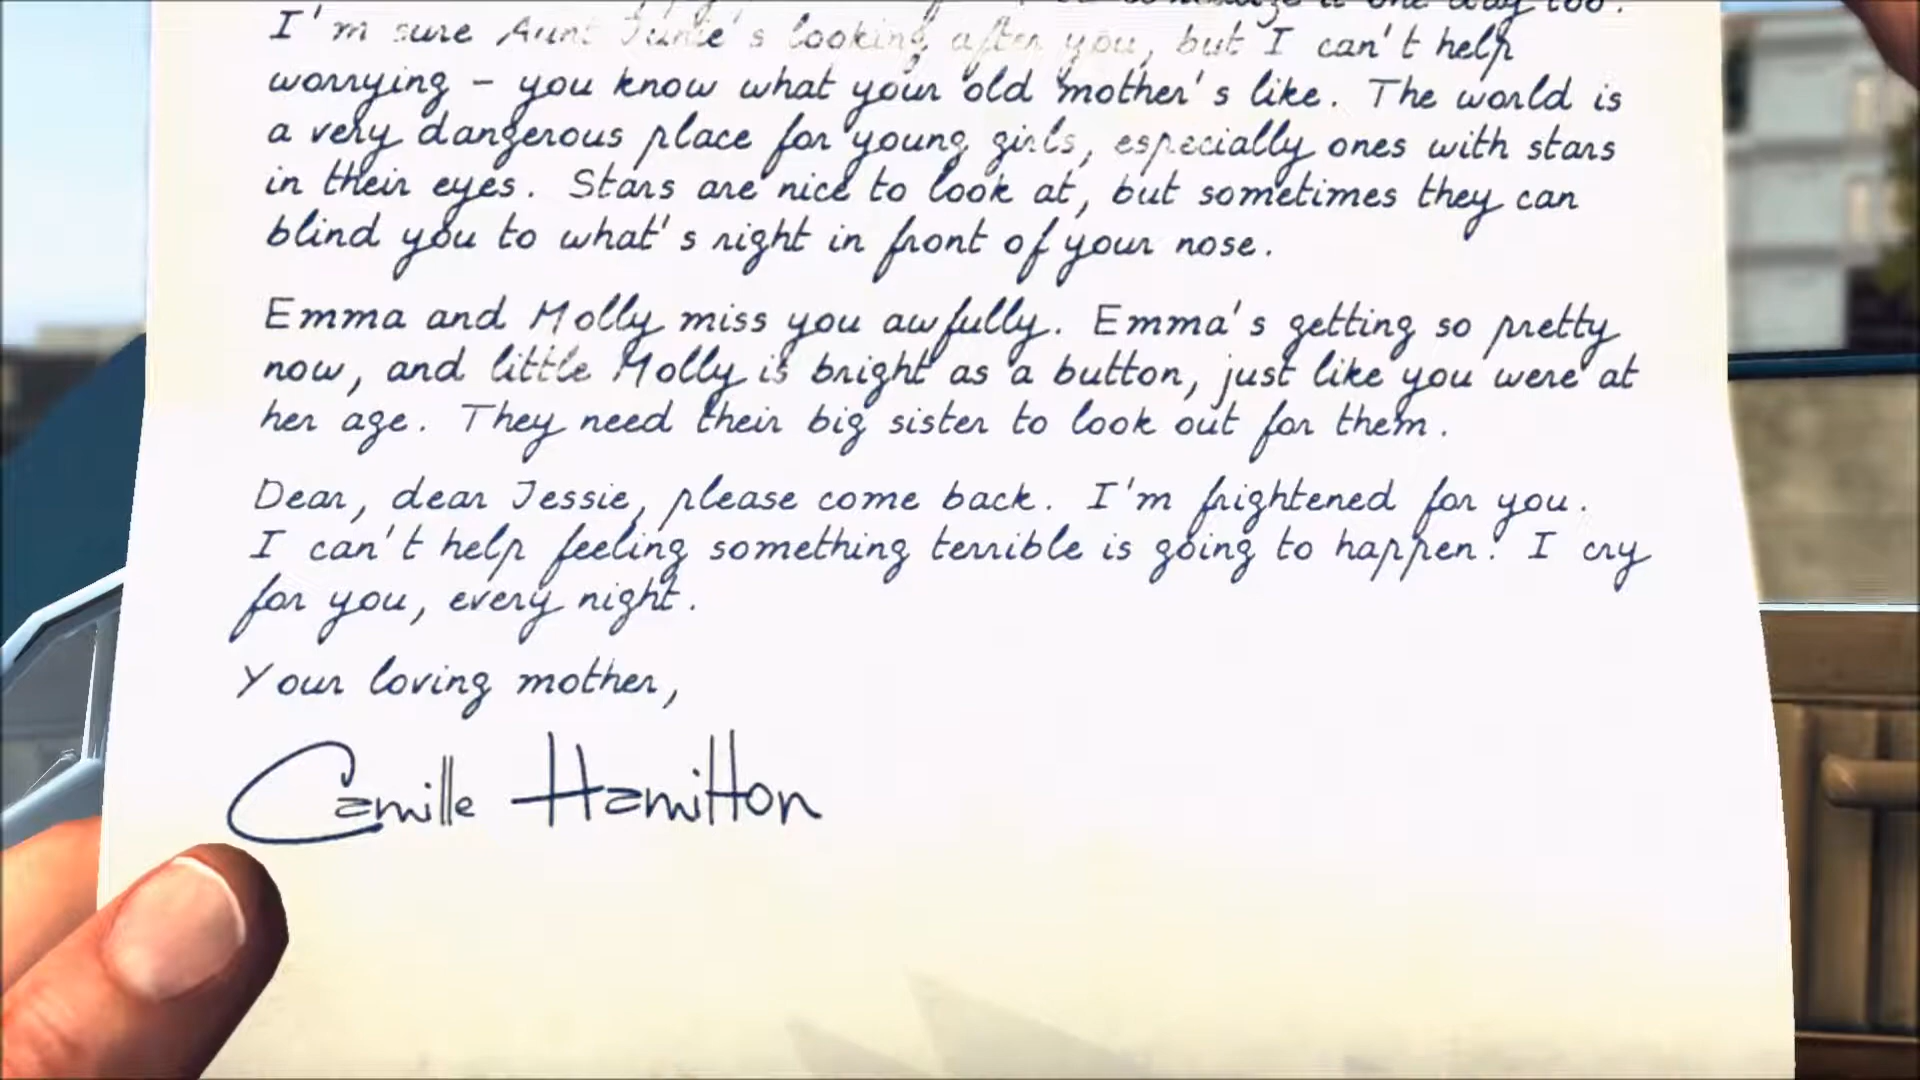 it one way too.
I'm sure Aunt Junie's looking after you, but I can't help
worrying – you know what your old mother's like. The world is
a very dangerous place for young girls, especially ones with stars
in their eyes. Stars are nice to look at, but sometimes they can
blind you to what's right in front of your nose.
Emma and Molly miss you awfully. Emma's getting so pretty
now, and little Molly is bright as a button, just like you were at
her age. They need their big sister to look out for them.
Dear, dear Jessie, please come back. I'm frightened for you.
I can't help feeling something terrible is going to happen. I cry
for you, every night.
Your loving mother,
Camille Hamilton